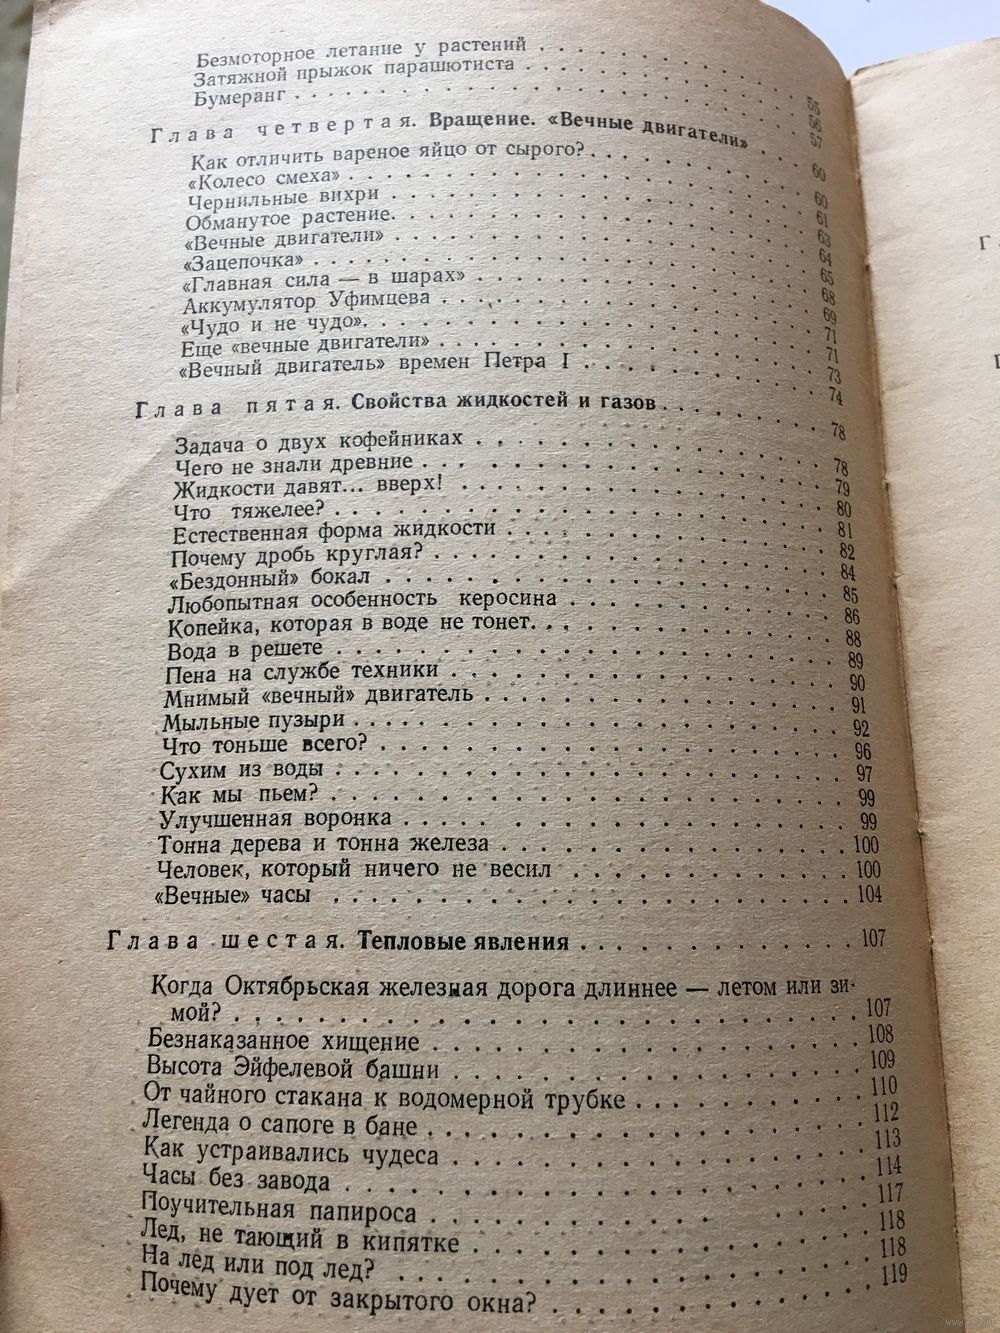 Безмоторное летание у растений . . . . . . . . 55
Затяжной прыжок парашютиста . . . . . . . . 56
Бумеранг . . . . . . . . 57
Глава четвертая. Вращение. «Вечные двигатели» . . . 60
Как отличить вареное яйцо от сырого? . . . . . . . . 60
«Колесо смеха» . . . . . . . . 61
Чернильные вихри . . . . . . . . 63
Обманутое растение. . . . . . . . . 64
«Вечные двигатели» . . . . . . . . 65
«Зацепочка» . . . . . . . . 68
«Главная сила — в шарах» . . . . . . . . 69
Аккумулятор Уфимцева . . . . . . . . 71
«Чудо и не чудо». . . . . . . . . 71
Еще «вечные двигатели» . . . . . . . . 73
«Вечный двигатель» времен Петра I . . . . . . . . 74
Глава пятая. Свойства жидкостей и газов . . . . . . . . 78
Задача о двух кофейниках . . . . . . . . 78
Чего не знали древние . . . . . . . . 79
Жидкости давят... вверх! . . . . . . . . 80
Что тяжелее? . . . . . . . . 81
Естественная форма жидкости . . . . . . . . 82
Почему дробь круглая? . . . . . . . . 84
«Бездонный» бокал . . . . . . . . 85
Любопытная особенность керосина . . . . . . . . 86
Копейка, которая в воде не тонет. . . . . . . . . 88
Вода в решете . . . . . . . . 89
Пена на службе техники . . . . . . . . 90
Мнимый «вечный» двигатель . . . . . . . . 91
Мыльные пузыри . . . . . . . . 92
Что тоньше всего? . . . . . . . . 96
Сухим из воды . . . . . . . . 97
Как мы пьем? . . . . . . . . 99
Улучшенная воронка . . . . . . . . 99
Тонна дерева и тонна железа . . . . . . . . 100
Человек, который ничего не весил . . . . . . . . 100
«Вечные» часы . . . . . . . . 104
Глава шестая. Тепловые явления . . . . . . . . 107
Когда Октябрьская железная дорога длиннее — летом или зи-
мой? . . . . . . . . 107
Безнаказанное хищение . . . . . . . . 108
Высота Эйфелевой башни . . . . . . . . 109
От чайного стакана к водомерной трубке . . . . . . . . 110
Легенда о сапоге в бане . . . . . . . . 112
Как устраивались чудеса . . . . . . . . 113
Часы без завода . . . . . . . . 114
Поучительная папироса . . . . . . . . 117
Лед, не тающий в кипятке . . . . . . . . 118
На лед или под лед? . . . . . . . . 118
Почему дует от закрытого окна? . . . . . . . . 119